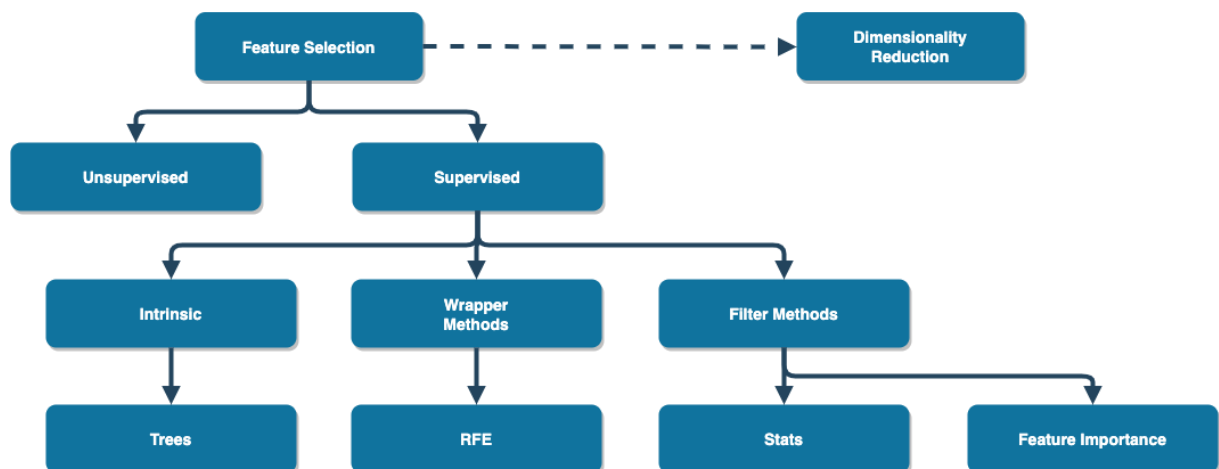 Feature Selection
Dimensionality
Reduction
Unsupervised
Supervised
Intrinsic
Wrapper
Methods
Filter Methods
Trees
RFE
Stats
Feature Importance